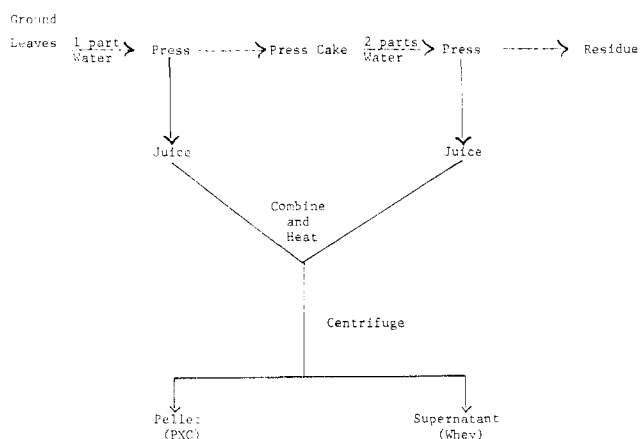 Ground
Leaves 1 part Water Press Press Cake 2 parts Water Press Residue
Juice Juice
Combine
and
Heat
Centrifuge
Pellet Supernatant
(PXC) (Whey)